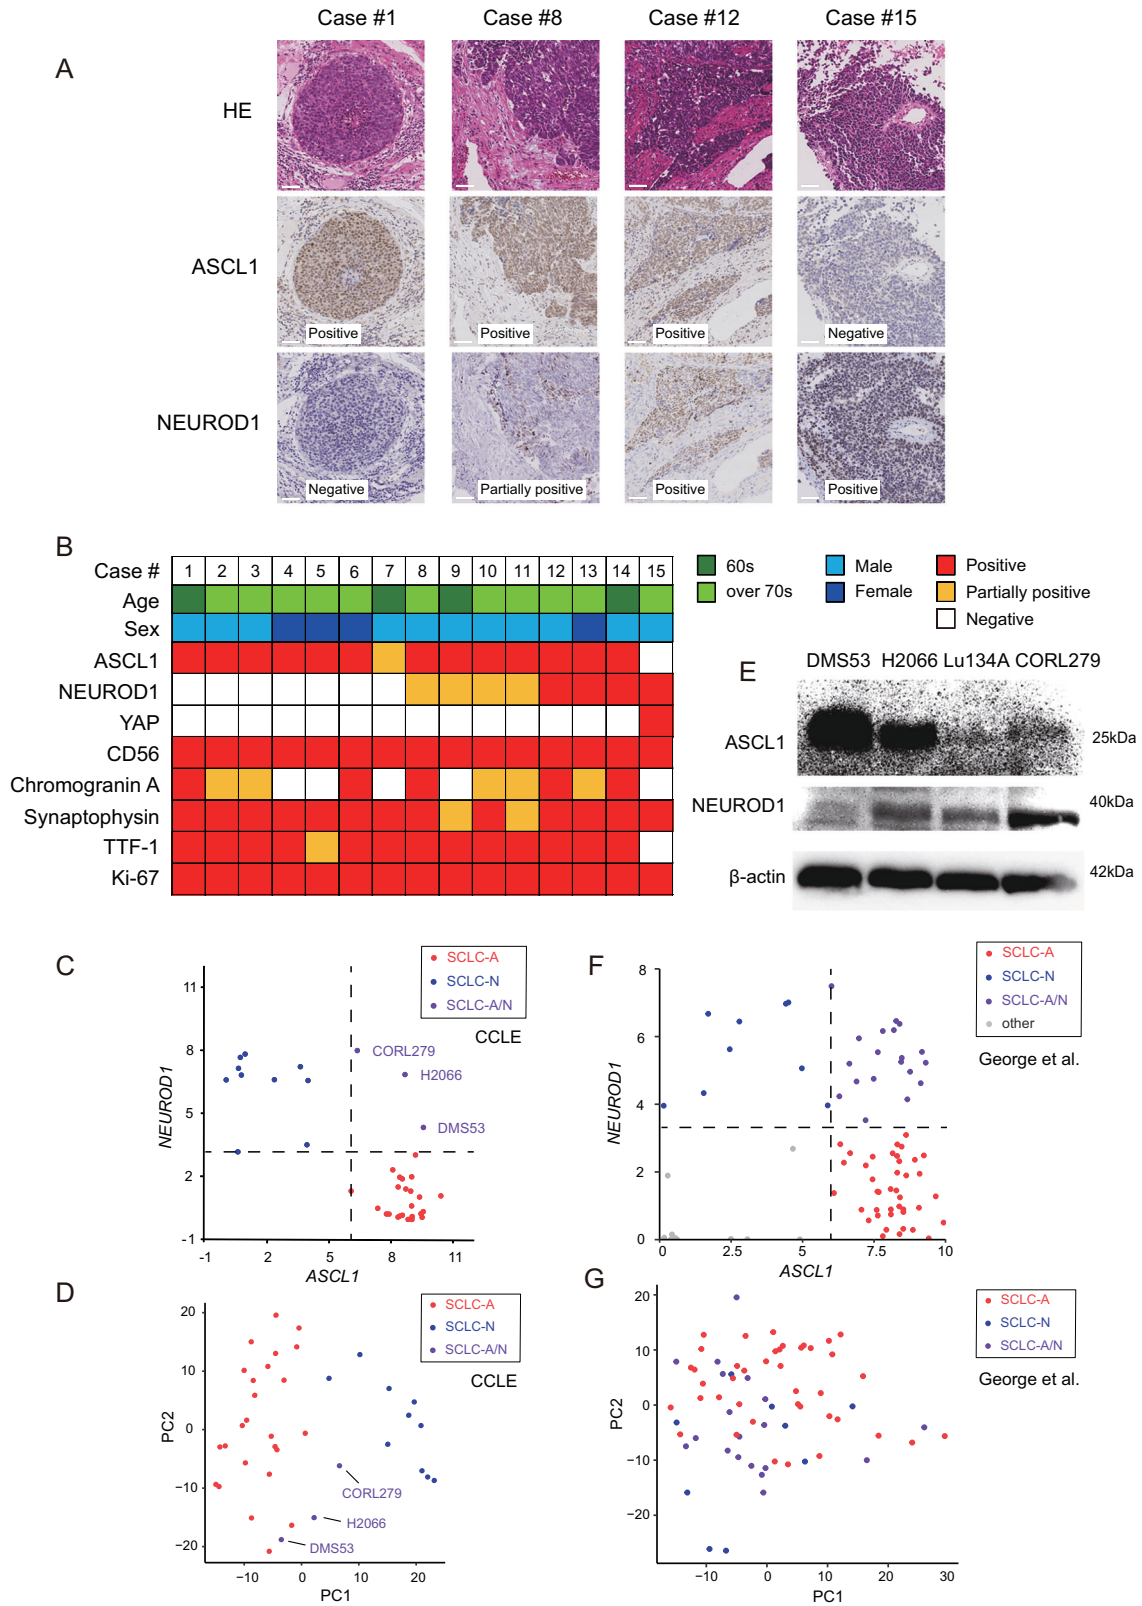 Case #1 Case #8 Case #12 Case #15
A
HE
ASCL1
Positive Positive Positive Negative
NEUROD1
Negative Partially positive Positive Positive
B
Case # 1 2 3 4 5 6 7 8 9 10 11 12 13 14 15
Age
Sex
ASCL1
NEUROD1
YAP
CD56
Chromogranin A
Synaptophysin
TTF-1
Ki-67
60s Male Positive
over 70s Female Partially positive
Negative
E
DMS53 H2066 Lu134A CORL279
ASCL1 25kDa
NEUROD1 40kDa
β-actin 42kDa
C
SCLC-A
SCLC-N
SCLC-A/N
CCLE
11
8
5
2
-1
NEUROD1
CORL279
H2066
DMS53
-1 2 5 8 11
ASCL1
F
SCLC-A
SCLC-N
SCLC-A/N
other
George et al.
8
6
4
2
0
NEUROD1
0 2.5 5 7.5 10
ASCL1
D
SCLC-A
SCLC-N
SCLC-A/N
CCLE
20
10
0
−10
−20
PC2
CORL279
H2066
DMS53
−10 0 10 20
PC1
G
SCLC-A
SCLC-N
SCLC-A/N
George et al.
20
10
0
−10
−20
PC2
−10 0 10 20 30
PC1